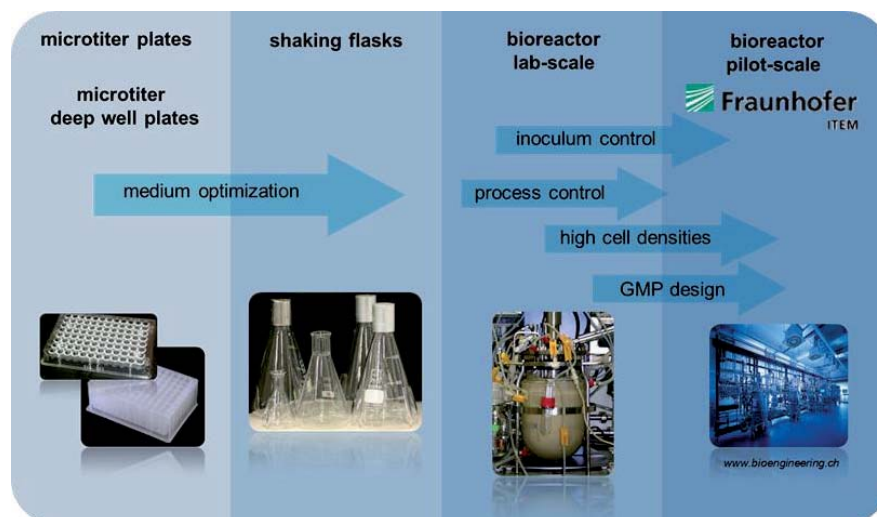 microtiter plates
microtiter
deep well plates
shaking flasks
bioreactor
lab-scale
bioreactor
pilot-scale
Fraunhofer
ITEM
inoculum control
medium optimization
process control
high cell densities
GMP design
www.bioengineering.ch